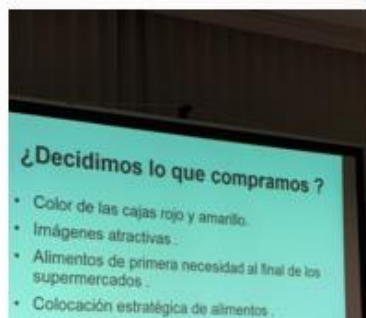 ¿Decidimos lo que compramos ?
• Color de las cajas rojo y amarillo.
• Imágenes atractivas .
• Alimentos de primera necesidad al final de los
supermercados .
• Colocación estratégica de alimentos .